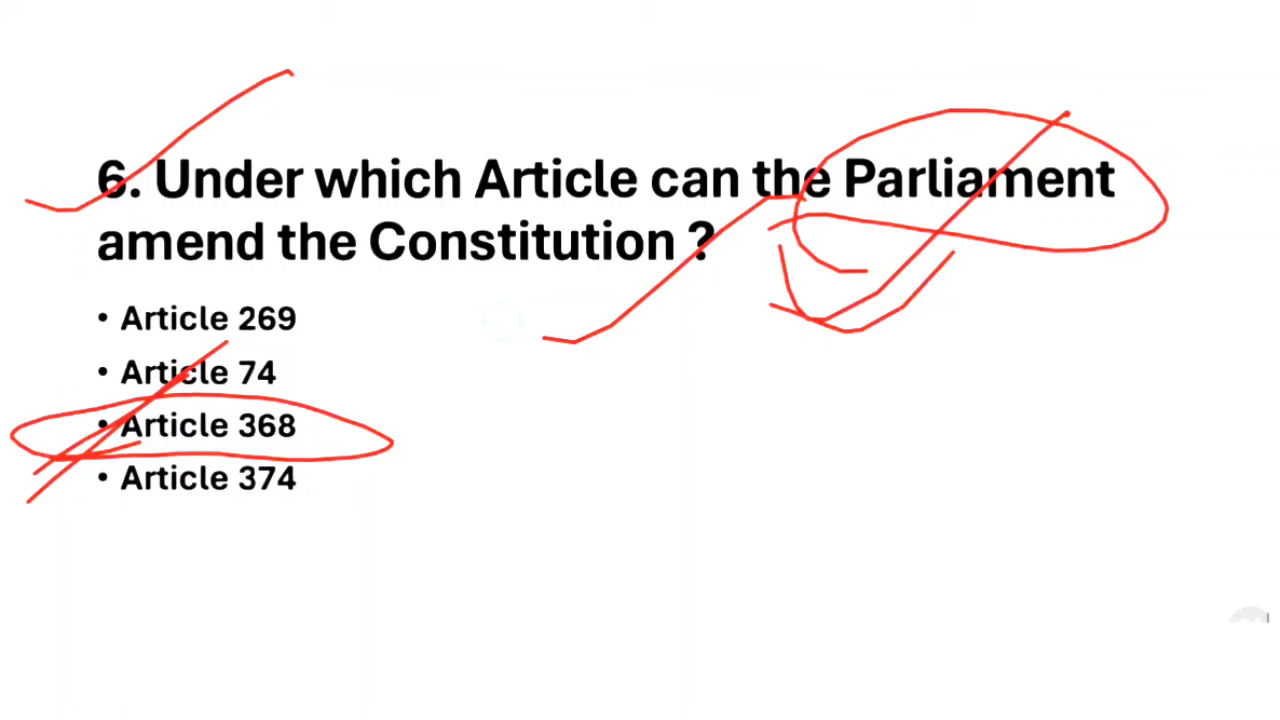 6. Under which Article can the Parliament
amend the Constitution ?
• Article 269
• Article 74
• Article 368
• Article 374